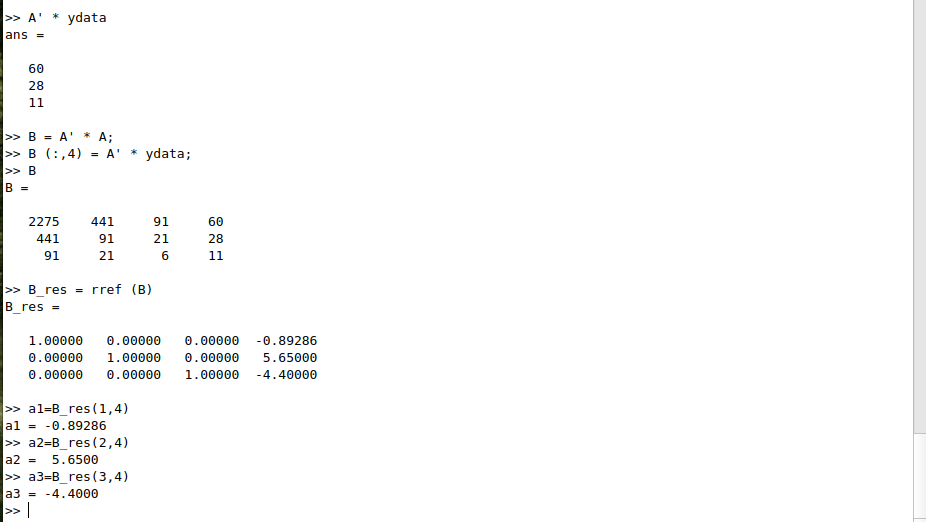 >> A' * ydata
ans =
60
28
11
>> B = A' * A;
>> B (:,4) = A' * ydata;
>> B
B =
2275 441 91 60
441 91 21 28
91 21 6 11
>> B_res = rref (B)
B_res =
1.00000 0.00000 0.00000 -0.89286
0.00000 1.00000 0.00000 5.65000
0.00000 0.00000 1.00000 -4.40000
>> a1=B_res(1,4)
a1 = -0.89286
>> a2=B_res(2,4)
a2 = 5.6500
>> a3=B_res(3,4)
a3 = -4.4000
>>